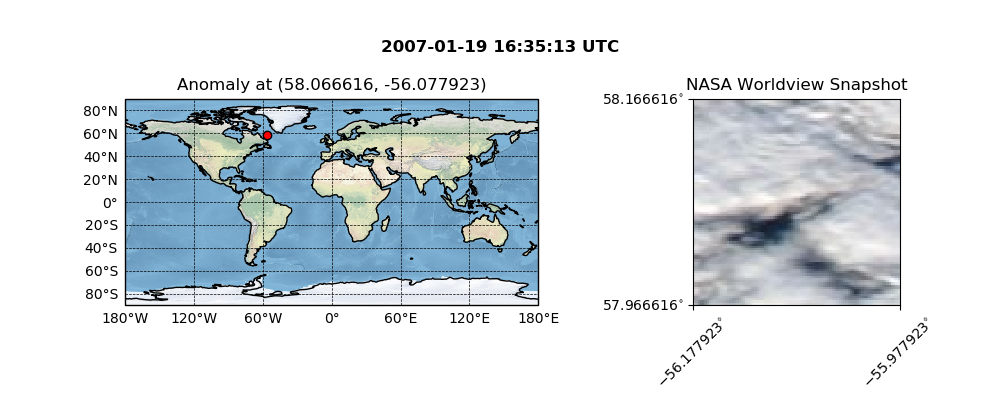 2007-01-19 16:35:13 UTC
Anomaly at (58.066616, -56.077923)
80°N
60°N
40°N
20°N
0°
20°S
40°S
60°S
80°S
180°W 120°W 60°W 0° 60°E 120°E 180°E
NASA Worldview Snapshot
58.166616°
57.966616°
−56.177923°
−55.977923°